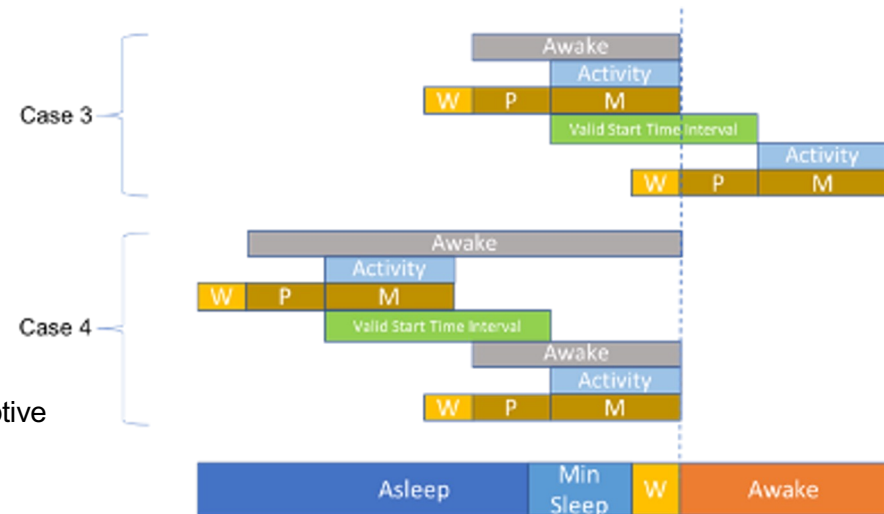 Awake
Activity
W P M
Case 3
Valid Start Time Interval
Activity
W P M
Awake
Activity
W P M
Case 4
Valid Start Time Interval
Awake
Activity
W P M
Asleep
Min
Sleep
W
Awake